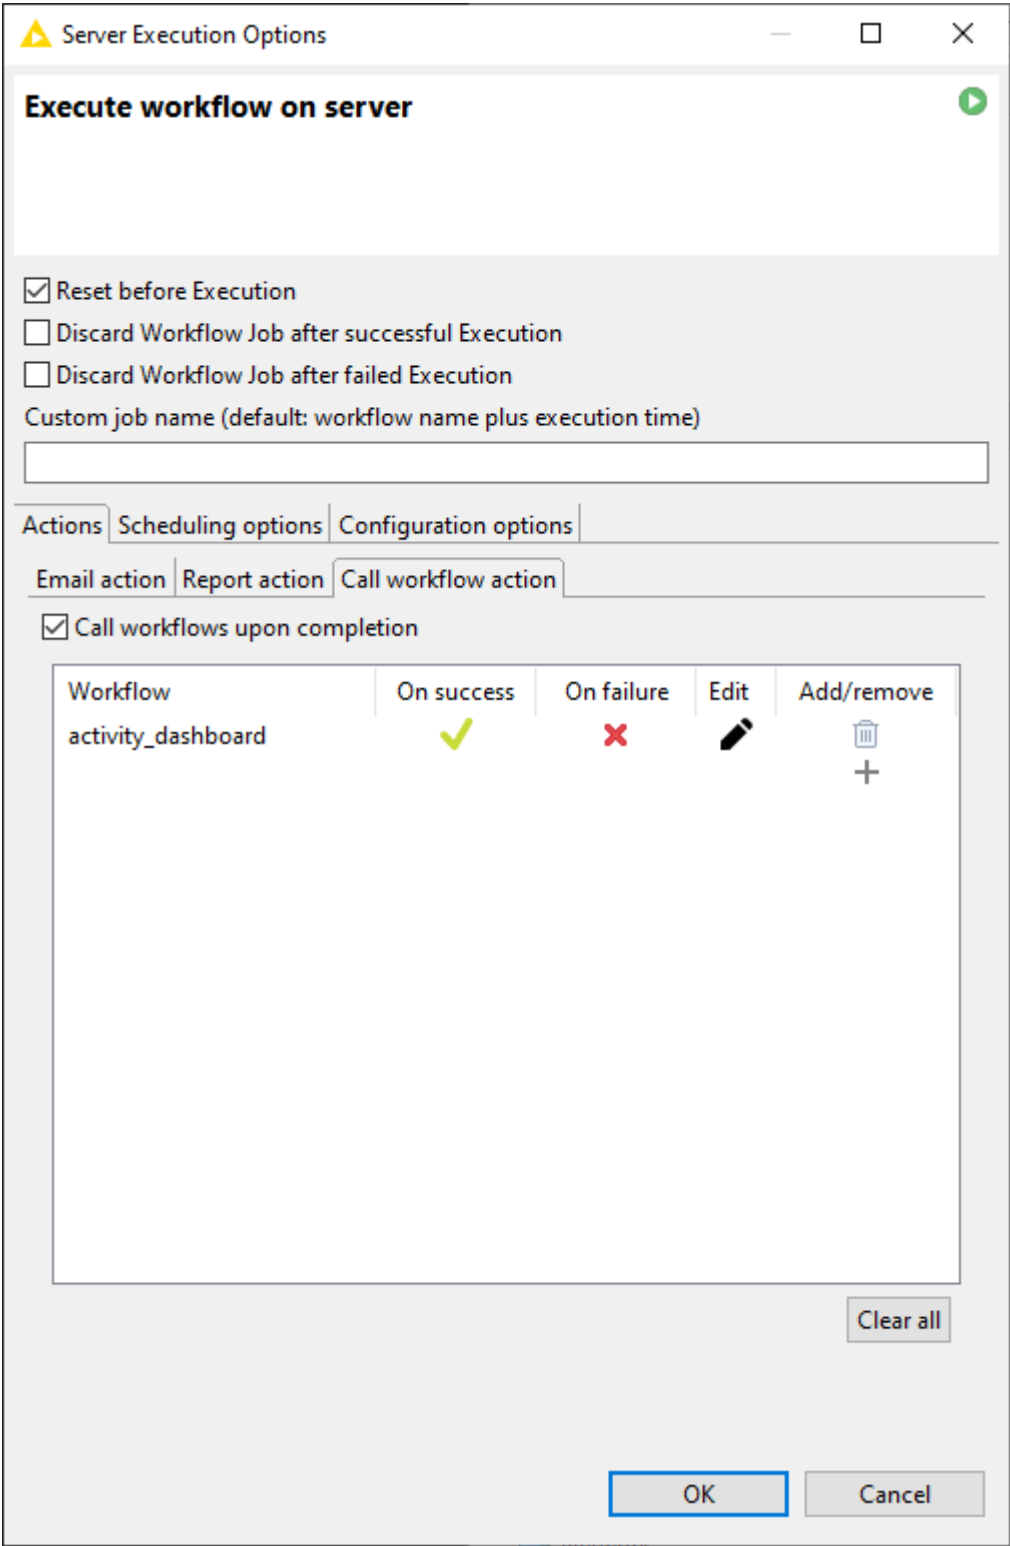 Server Execution Options
Execute workflow on server
Reset before Execution
Discard Workflow Job after successful Execution
Discard Workflow Job after failed Execution
Custom job name (default: workflow name plus execution time)
Actions Scheduling options Configuration options
Email action Report action Call workflow action
Call workflows upon completion
Workflow On success On failure Edit Add/remove
activity_dashboard
Clear all
OK Cancel